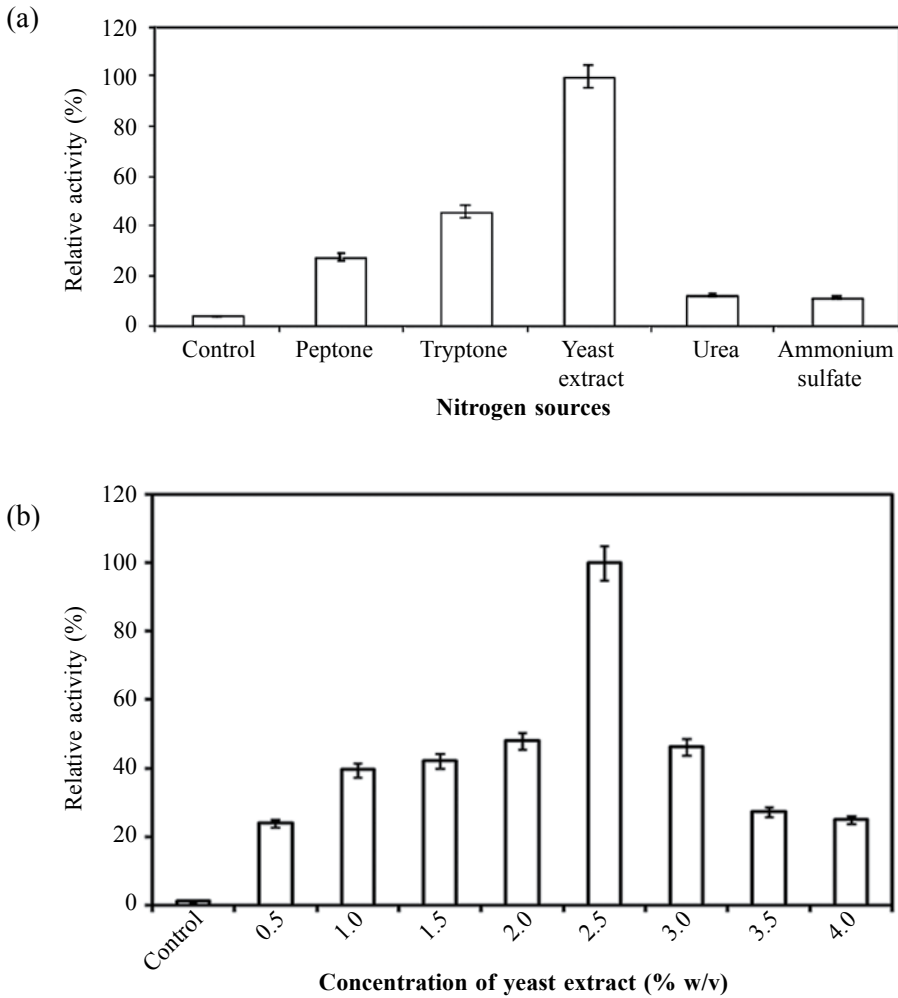 (a)
Relative activity (%)
120
100
80
60
40
20
0
Control Peptone Tryptone Yeast Urea Ammonium
extract sulfate
Nitrogen sources
(b)
Relative activity (%)
120
100
80
60
40
20
0
Control 0.5 1.0 1.5 2.0 2.5 3.0 3.5 4.0
Concentration of yeast extract (% w/v)